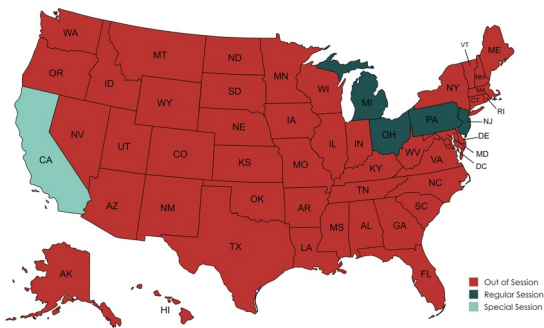 WA
OR
CA
NV
ID
MT
WY
UT
AZ
CO
NM
ND
SD
NE
KS
OK
TX
MN
IA
MO
AR
LA
WI
IL
MI
IN
OH
KY
TN
MS
AL
GA
FL
SC
NC
VA
WV
PA
NY
VT
NH
ME
MA
CT
RI
NJ
DE
MD
DC
AK
HI
Out of Session
Regular Session
Special Session